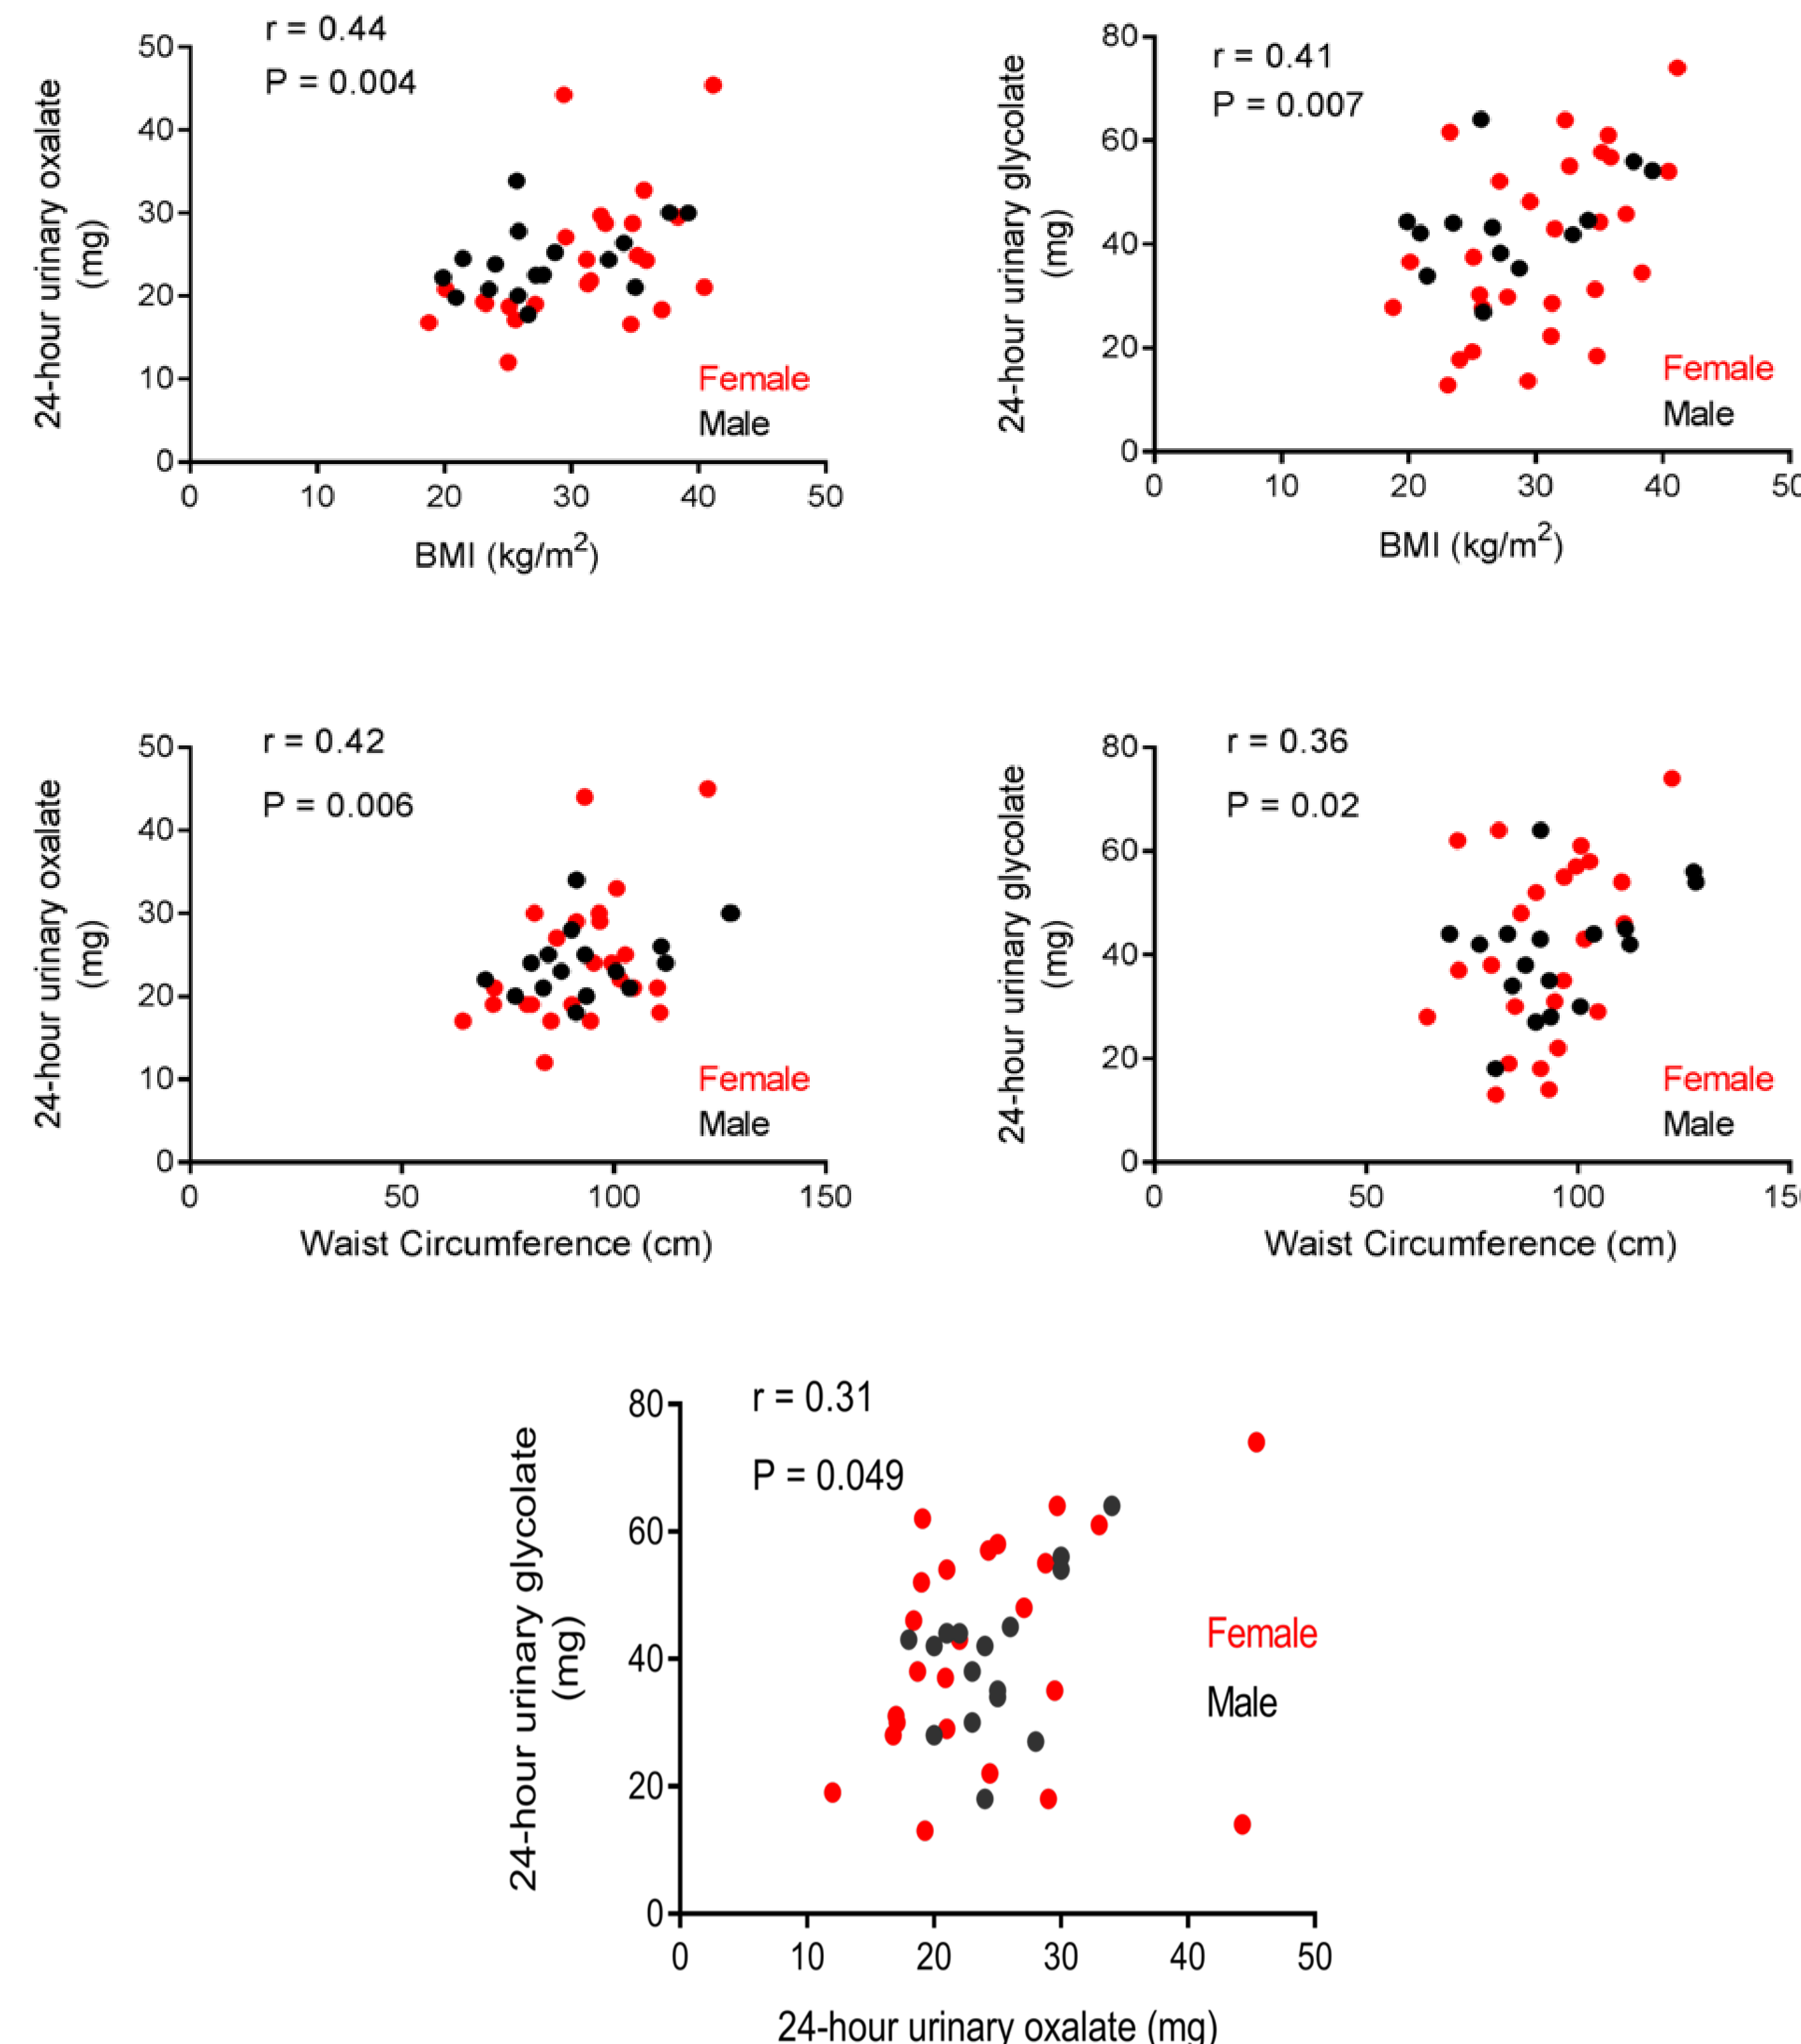 r = 0.44
P = 0.004
24-hour urinary oxalate
(mg)
50
40
30
20
10
0
0 10 20 30 40 50
BMI (kg/m²)
Female
Male
r = 0.41
P = 0.007
24-hour urinary glycolate
(mg)
80
60
40
20
0
0 10 20 30 40 50
BMI (kg/m²)
Female
Male
r = 0.42
P = 0.006
24-hour urinary oxalate
(mg)
50
40
30
20
10
0
0 50 100 150
Waist Circumference (cm)
Female
Male
r = 0.36
P = 0.02
24-hour urinary glycolate
(mg)
80
60
40
20
0
0 50 100 150
Waist Circumference (cm)
Female
Male
r = 0.31
P = 0.049
24-hour urinary glycolate
(mg)
80
60
40
20
0
0 10 20 30 40 50
24-hour urinary oxalate (mg)
Female
Male